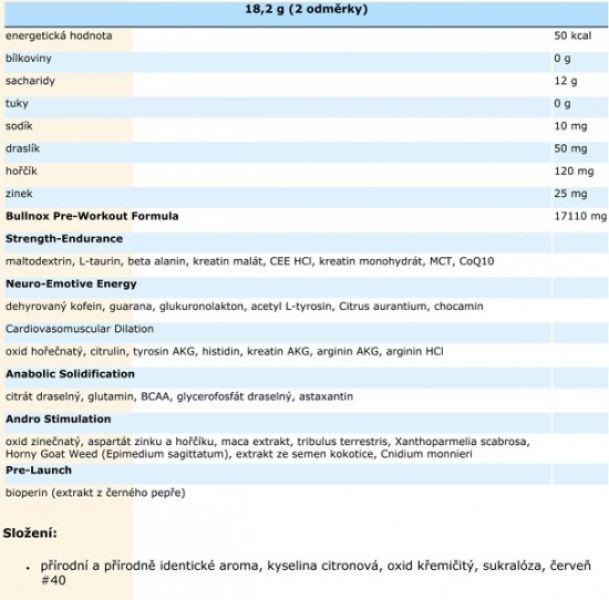 18,2 g (2 odměrky)
energetická hodnota 50 kcal
bílkoviny 0 g
sacharidy 12 g
tuky 0 g
sodík 10 mg
draslík 50 mg
hořčík 120 mg
zinek 25 mg
Bullnox Pre-Workout Formula 17110 mg
Strength-Endurance
maltodextrin, L-taurin, beta alanin, kreatin malát, CEE HCl, kreatin monohydrát, MCT, CoQ10
Neuro-Emotive Energy
dehyrovaný kofein, guarana, glukuronolakton, acetyl L-tyrosin, Citrus aurantium, chocamin
Cardiovasomuscular Dilation
oxid hořečnatý, citrulin, tyrosin AKG, histidin, kreatin AKG, arginin AKG, arginin HCl
Anabolic Solidification
citrát draselný, glutamin, BCAA, glycerofosfát draselný, astaxantin
Andro Stimulation
oxid zinečnatý, aspartát zinku a hořčíku, maca extrakt, tribulus terrestris, Xanthoparmelia scabrosa,
Horny Goat Weed (Epimedium sagittatum), extrakt ze semen kokotice, Cnidium monnieri
Pre-Launch
bioperin (extrakt z černého pepře)
Složení:
• přírodní a přírodně identické aroma, kyselina citronová, oxid křemičitý, sukralóza, červeň
#40